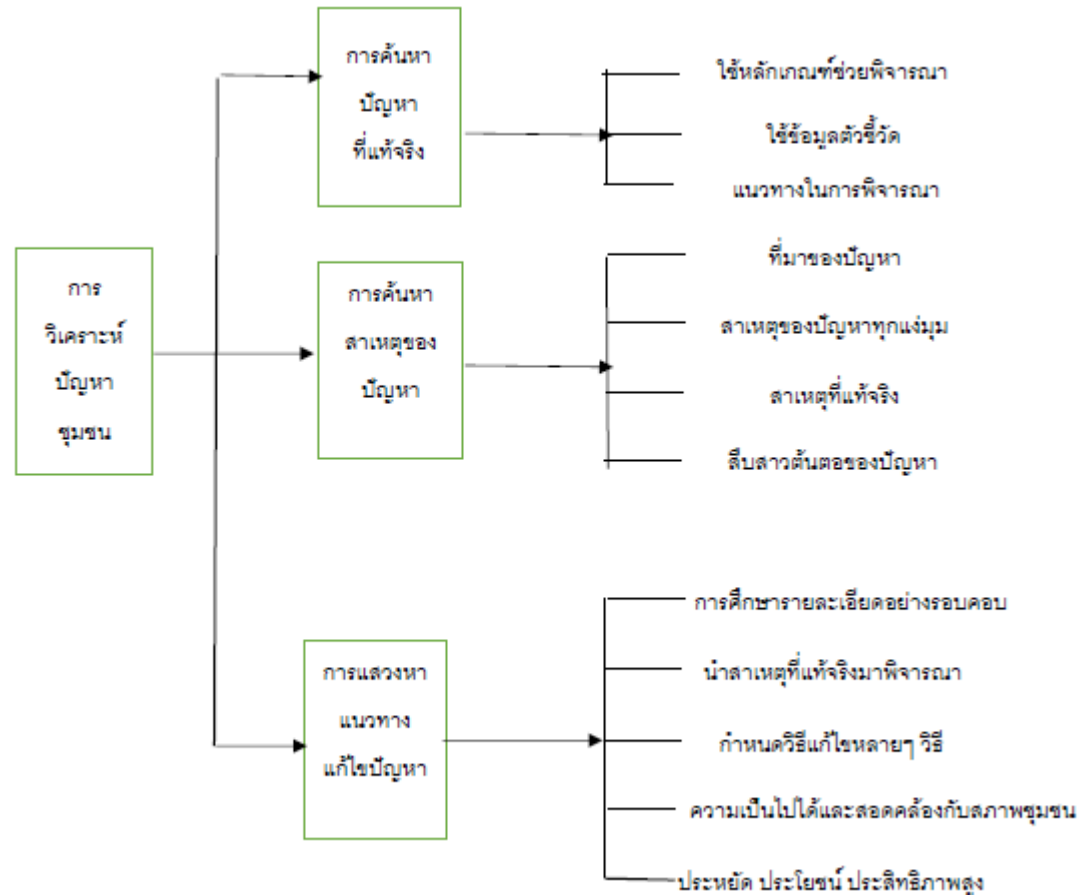 การ
วิเคราะห์
ปัญหา
ชุมชน
การค้นหา
ปัญหา
ที่แท้จริง
ใช้หลักเกณฑ์ช่วยพิจารณา
ใช้ข้อมูลตัวชี้วัด
แนวทางในการพิจารณา
การค้นหา
สาเหตุของ
ปัญหา
ที่มาของปัญหา
สาเหตุของปัญหาทุกแง่มุม
สาเหตุที่แท้จริง
สืบสาวต้นตอของปัญหา
การแสวงหา
แนวทาง
แก้ไขปัญหา
การศึกษารายละเอียดอย่างรอบคอบ
นำสาเหตุที่แท้จริงมาพิจารณา
กำหนดวิธีแก้ไขหลายๆ วิธี
ความเป็นไปได้และสอดคล้องกับสภาพชุมชน
ประหยัด ประโยชน์ ประสิทธิภาพสูง